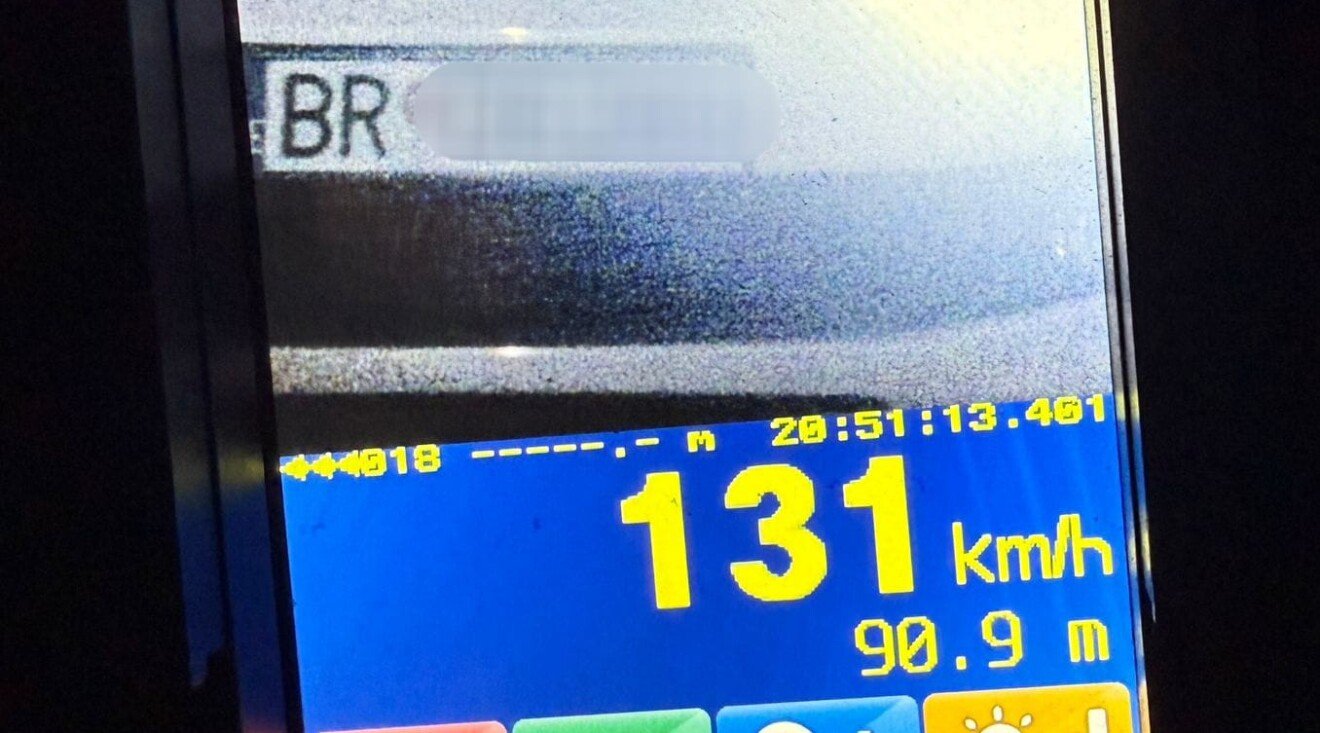 BR
018 -----.- m 20:51:13.401
131 km/h
90.9 m